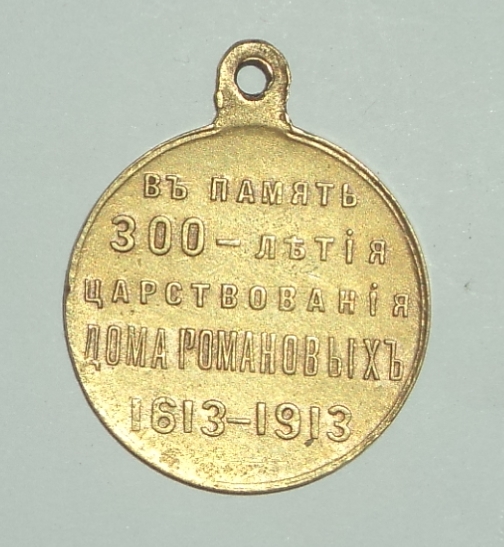 ВЪ ПАМЯТЬ
300-ЛѢТІЯ
ЦАРСТВОВАНІЯ
ДОМА РОМАНОВЫХЪ
1613-1913